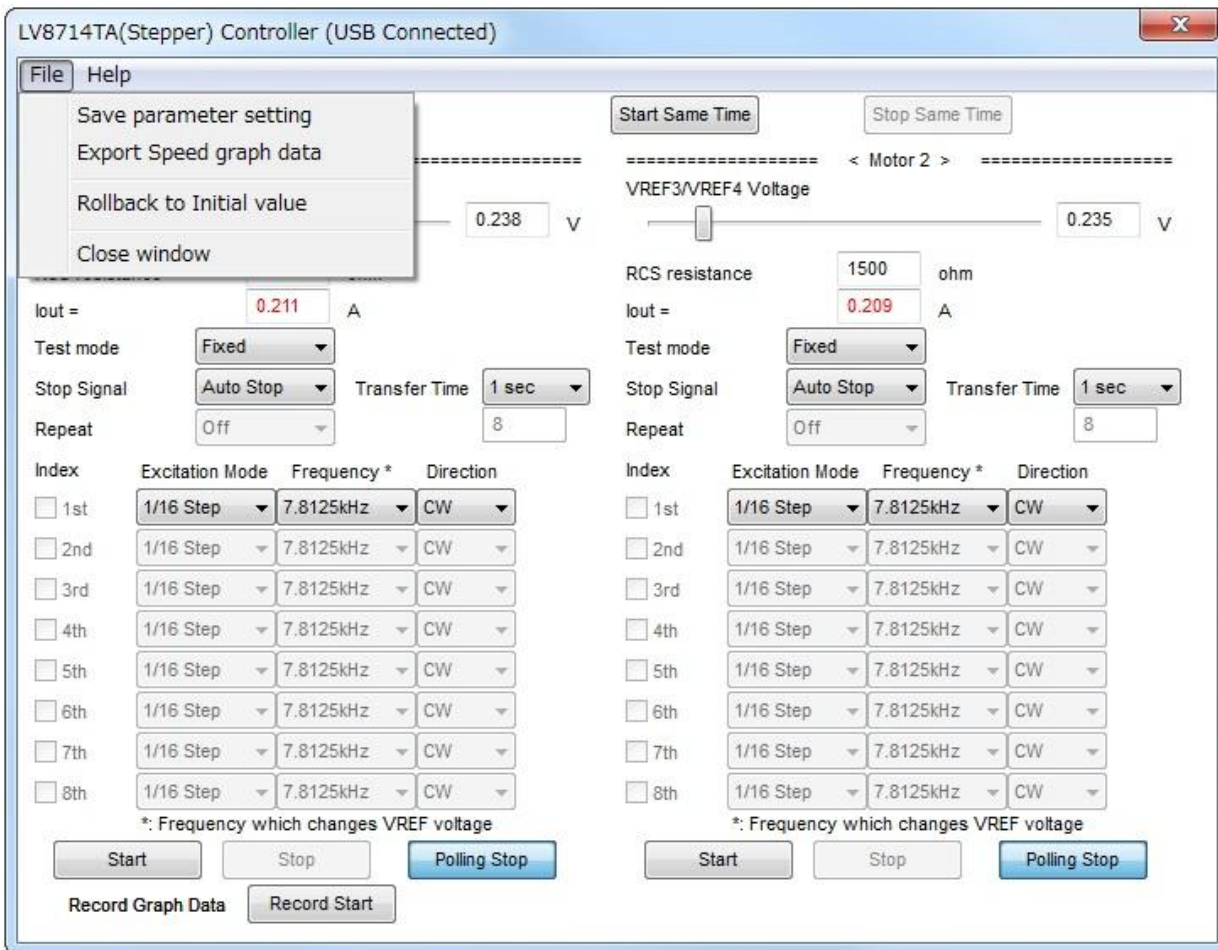 LV8714TA(Stepper) Controller (USB Connected)
File Help
Save parameter setting
Export Speed graph data
Rollback to Initial value
Close window
Start Same Time Stop Same Time
================== =================== < Motor 2 > ===================
VREF3/VREF4 Voltage
0.238 V 0.235 V
RCS resistance 1500 ohm
Iout = 0.211 A Iout = 0.209 A
Test mode Fixed Test mode Fixed
Stop Signal Auto Stop Transfer Time 1 sec Stop Signal Auto Stop Transfer Time 1 sec
Repeat Off 8 Repeat Off 8
Index Excitation Mode Frequency * Direction Index Excitation Mode Frequency * Direction
1st 1/16 Step 7.8125kHz CW 1st 1/16 Step 7.8125kHz CW
2nd 1/16 Step 7.8125kHz CW 2nd 1/16 Step 7.8125kHz CW
3rd 1/16 Step 7.8125kHz CW 3rd 1/16 Step 7.8125kHz CW
4th 1/16 Step 7.8125kHz CW 4th 1/16 Step 7.8125kHz CW
5th 1/16 Step 7.8125kHz CW 5th 1/16 Step 7.8125kHz CW
6th 1/16 Step 7.8125kHz CW 6th 1/16 Step 7.8125kHz CW
7th 1/16 Step 7.8125kHz CW 7th 1/16 Step 7.8125kHz CW
8th 1/16 Step 7.8125kHz CW 8th 1/16 Step 7.8125kHz CW
*: Frequency which changes VREF voltage *: Frequency which changes VREF voltage
Start Stop Polling Stop Start Stop Polling Stop
Record Graph Data Record Start